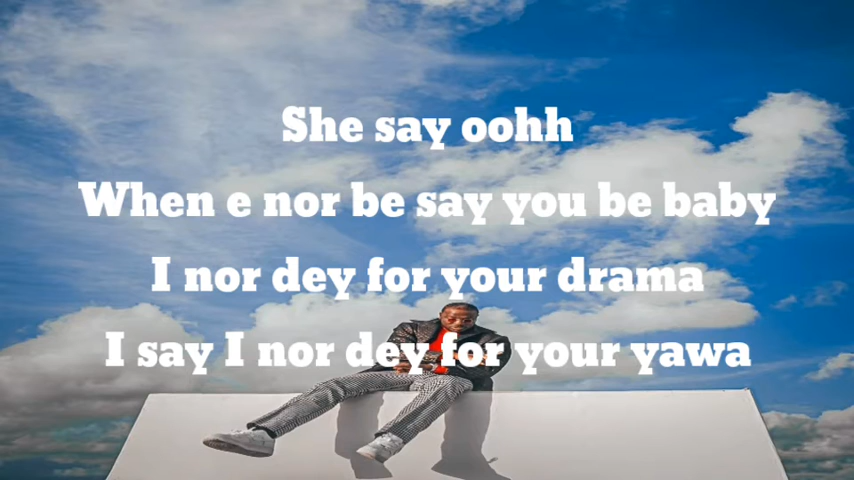 She say oohh
When e nor be say you be baby
I nor dey for your drama
I say I nor dey for your yawa